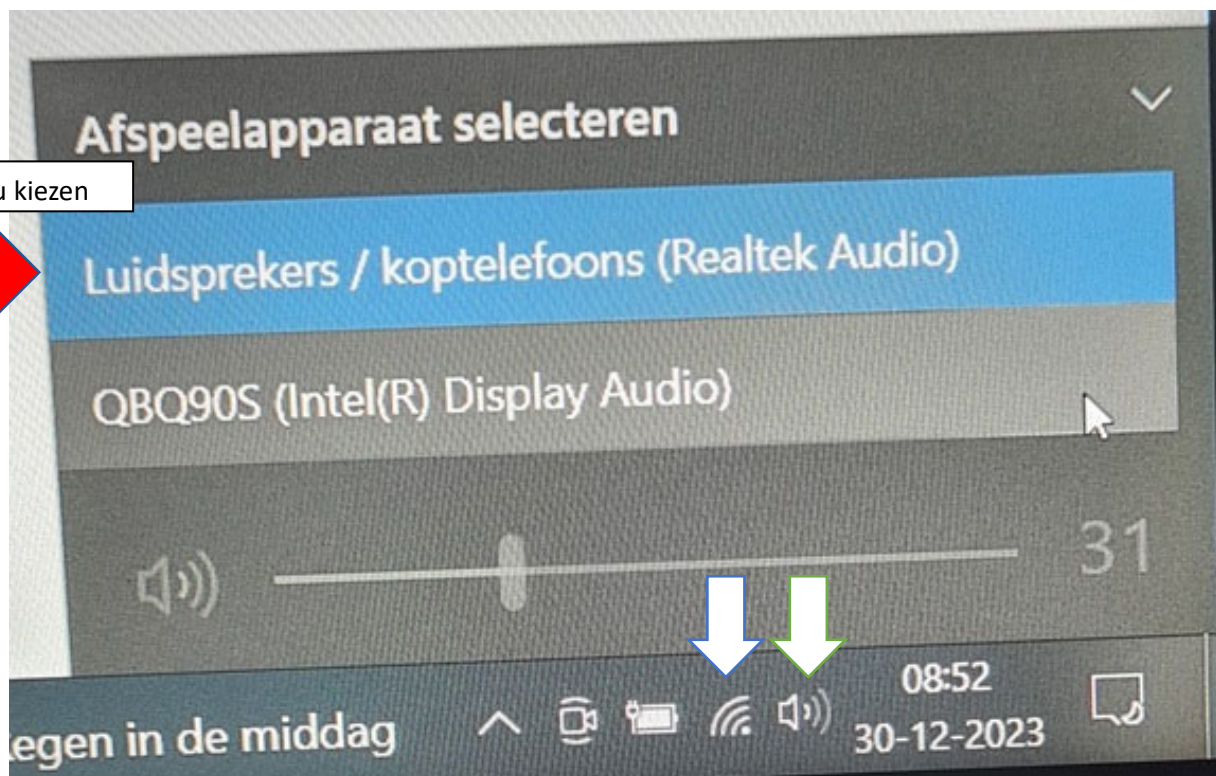 Afspeelapparaat selecteren
u kiezen
Luidsprekers / koptelefoons (Realtek Audio)
QBQ90S (Intel(R) Display Audio)
31
egen in de middag
08:52
30-12-2023